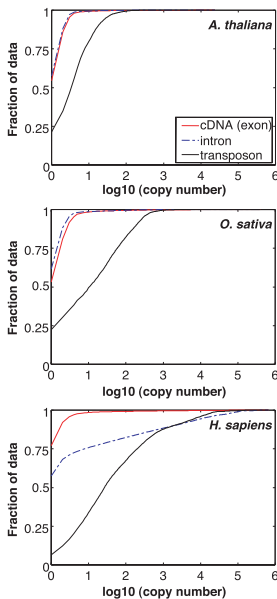 A. thaliana
1
0.75
0.5
0.25
0
Fraction of data
cDNA (exon)
intron
transposon
0 1 2 3 4 5 6
log10 (copy number)
O. sativa
1
0.75
0.5
0.25
0
Fraction of data
0 1 2 3 4 5 6
log10 (copy number)
H. sapiens
1
0.75
0.5
0.25
0
Fraction of data
0 1 2 3 4 5 6
log10 (copy number)